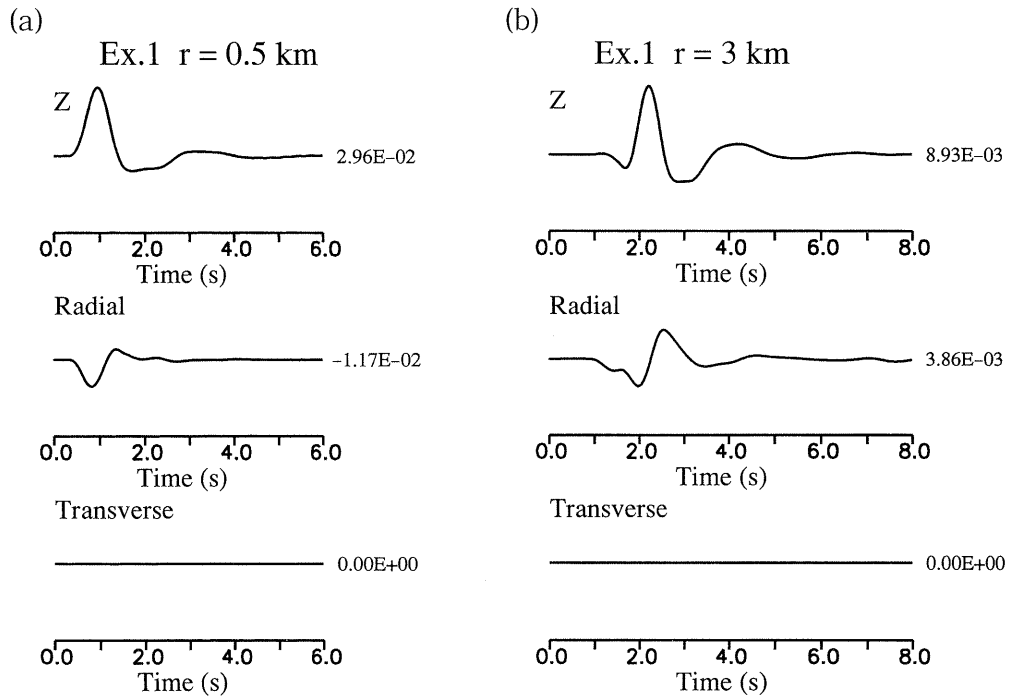 (a)
Ex.1 r = 0.5 km
Z
2.96E−02
0.0 2.0 4.0 6.0
Time (s)
Radial
−1.17E−02
0.0 2.0 4.0 6.0
Time (s)
Transverse
0.00E+00
0.0 2.0 4.0 6.0
Time (s)
(b)
Ex.1 r = 3 km
Z
8.93E−03
0.0 2.0 4.0 6.0 8.0
Time (s)
Radial
3.86E−03
0.0 2.0 4.0 6.0 8.0
Time (s)
Transverse
0.00E+00
0.0 2.0 4.0 6.0 8.0
Time (s)